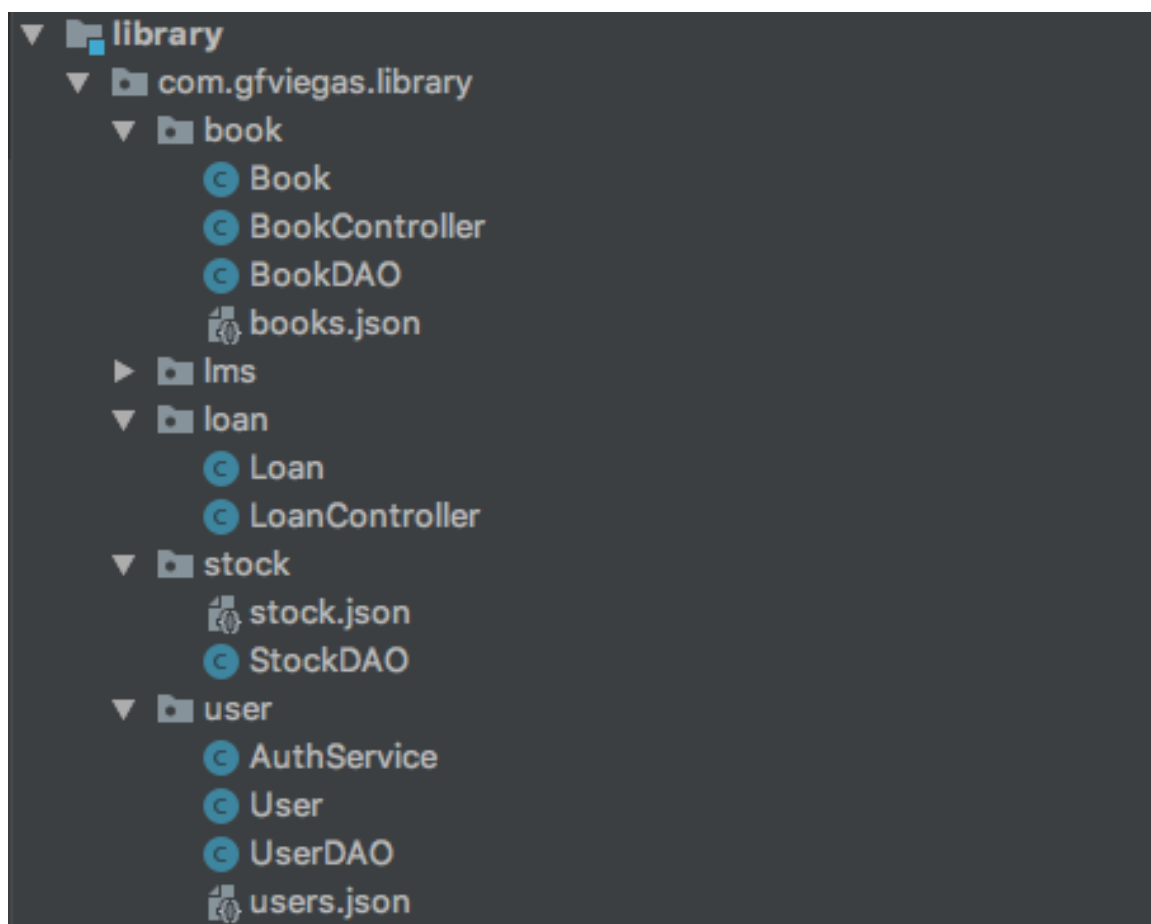 library
com.gfviegas.library
book
Book
BookController
BookDAO
books.json
lms
loan
Loan
LoanController
stock
stock.json
StockDAO
user
AuthService
User
UserDAO
users.json